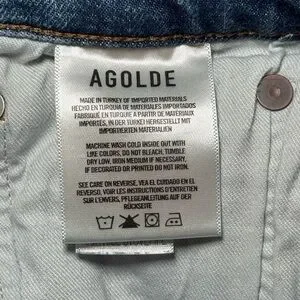 AGOLDE
MADE IN TURKEY OF IMPORTED MATERIALS
HECHO EN TURQUIA DE MATERIALES IMPORTADOS
FABRIQUÉ EN TURQUIE A PARTIR DE MATÉRIAUX
IMPORTÉS, IN DER TURKEI HERGESTELLT MIT
IMPORTIERTEN MATERIALIEN
MACHINE WASH COLD INSIDE OUT WITH
LIKE COLORS, DO NOT BLEACH, TUMBLE
DRY LOW, IRON MEDIUM IF NECESSARY,
IF DECORATED OR PRINTED DO NOT IRON.
SEE CARE ON REVERSE, VEA EL CUIDADO EN EL
REVERSO, VOIR LES INSTRUCTIONS D'ENTRETIEN
SUR L'ENVERS, PFLEGEANLEITUNG AUF DER
RÜCKSEITE